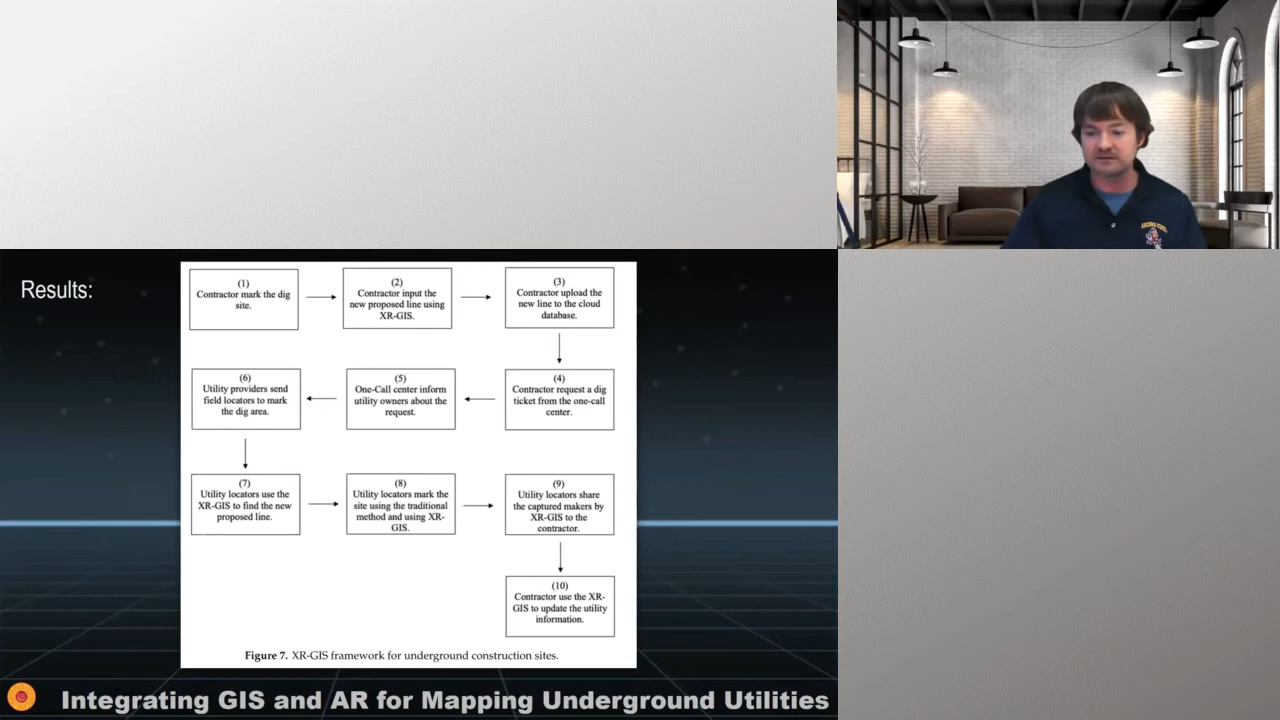 Results:
(1)
Contractor mark the dig
site.
(2)
Contractor input the
new proposed line using
XR-GIS.
(3)
Contractor upload the
new line to the cloud
database.
(6)
Utility providers send
field locators to mark
the dig area.
(5)
One-Call center inform
utility owners about the
request.
(4)
Contractor request a dig
ticket from the one-call
center.
(7)
Utility locators use the
XR-GIS to find the new
proposed line.
(8)
Utility locators mark the
site using the traditional
method and using XR-
GIS.
(9)
Utility locators share
the captured makers by
XR-GIS to the
contractor.
(10)
Contractor use the XR-
GIS to update the utility
information.
Figure 7. XR-GIS framework for underground construction sites.
Integrating GIS and AR for Mapping Underground Utilities
ARIZONA STATE